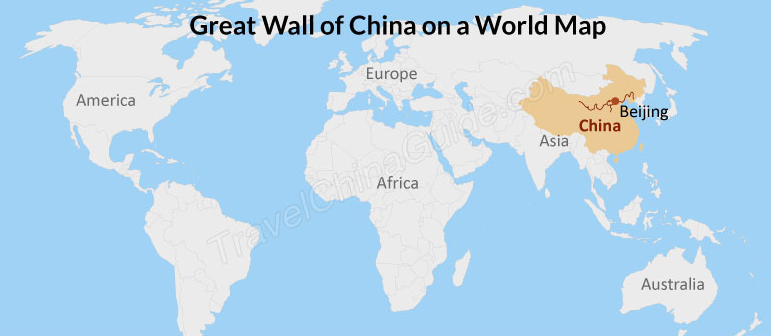 Great Wall of China on a World Map
Europe
America
Beijing
China
Asia
Africa
Australia
TravelChinaGuide.com